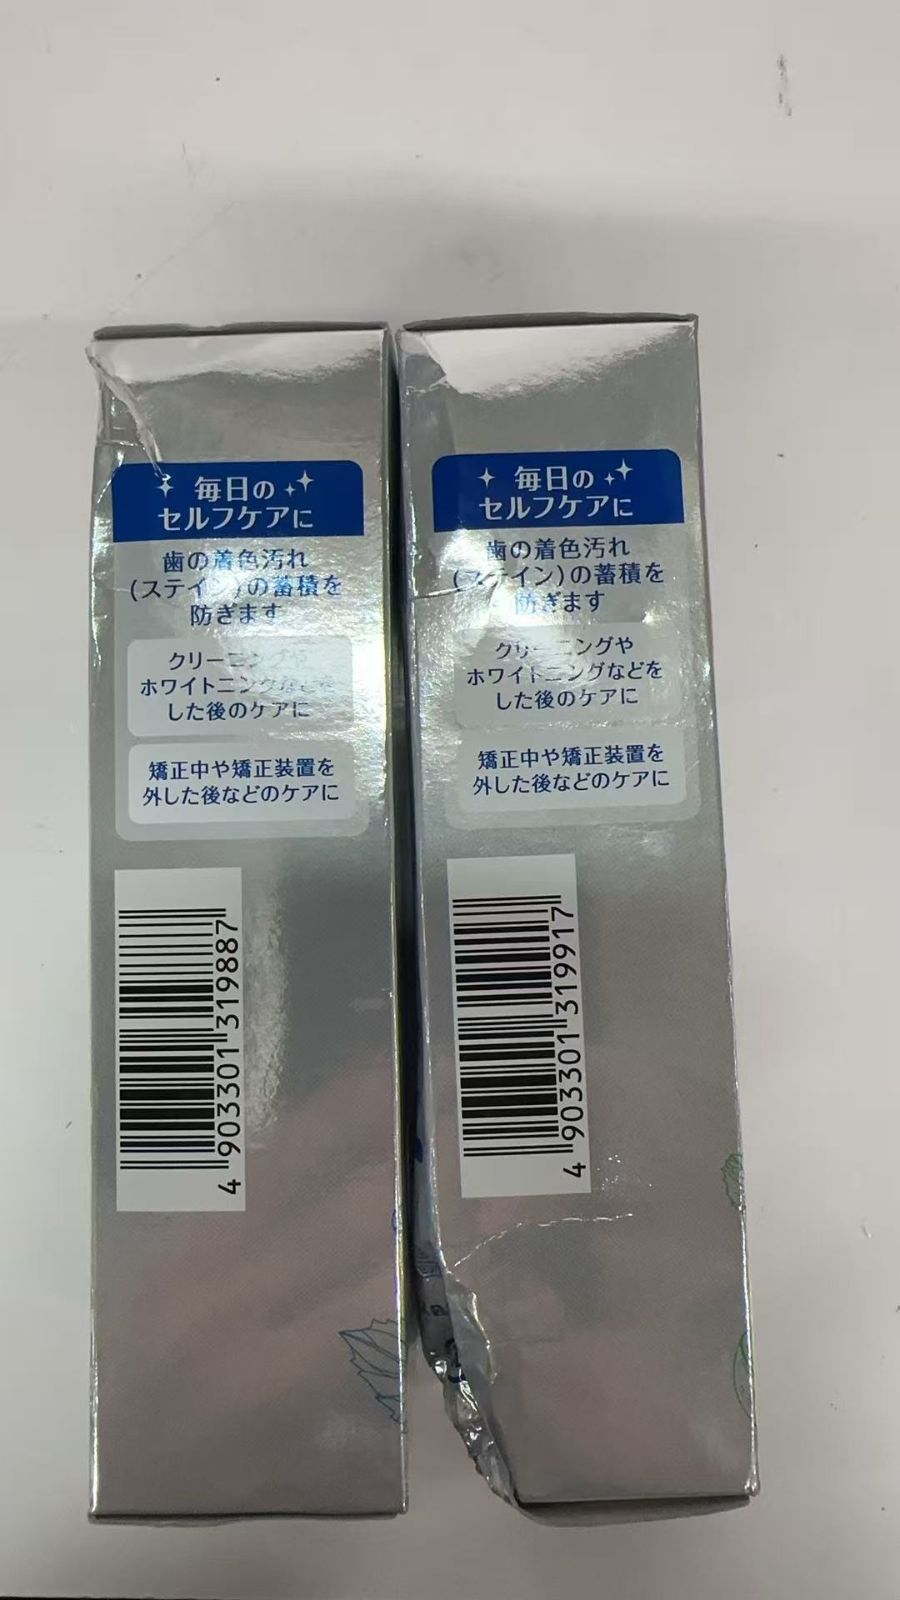 毎日の
セルフケアに
歯の着色汚れ
(ステイン)の蓄積を
防ぎます
クリーニングや
ホワイトニングなどを
した後のケアに
矯正中や矯正装置を
外した後などのケアに
4 903301 319887
毎日の
セルフケアに
歯の着色汚れ
(ステイン)の蓄積を
防ぎます
クリーニングや
ホワイトニングなどを
した後のケアに
矯正中や矯正装置を
外した後などのケアに
4 903301 319917